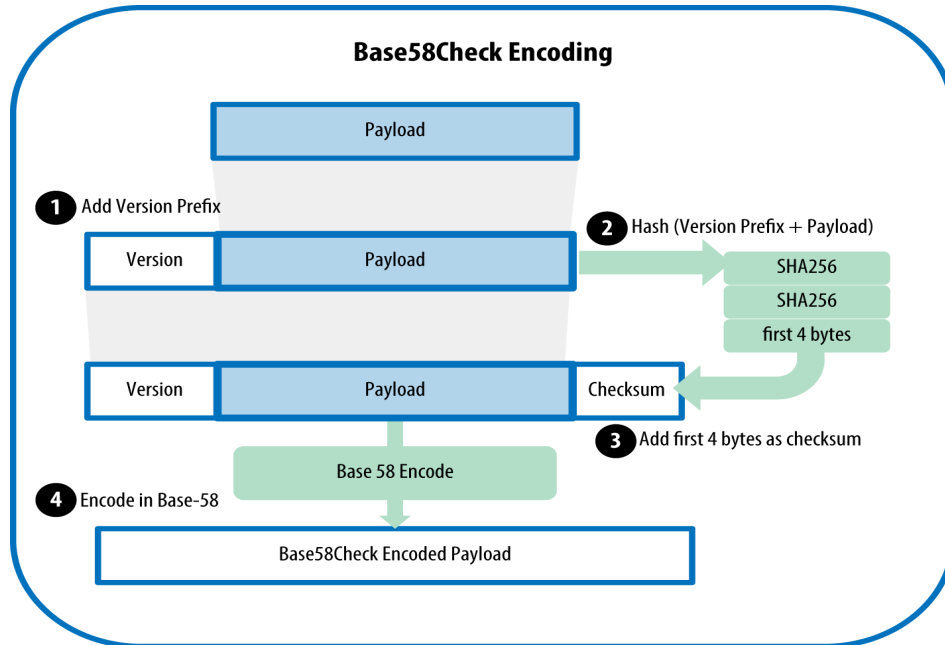 Base58Check Encoding
Payload
1 Add Version Prefix
2 Hash (Version Prefix + Payload)
Version
Payload
SHA256
SHA256
first 4 bytes
Version
Payload
Checksum
3 Add first 4 bytes as checksum
Base 58 Encode
4 Encode in Base-58
Base58Check Encoded Payload